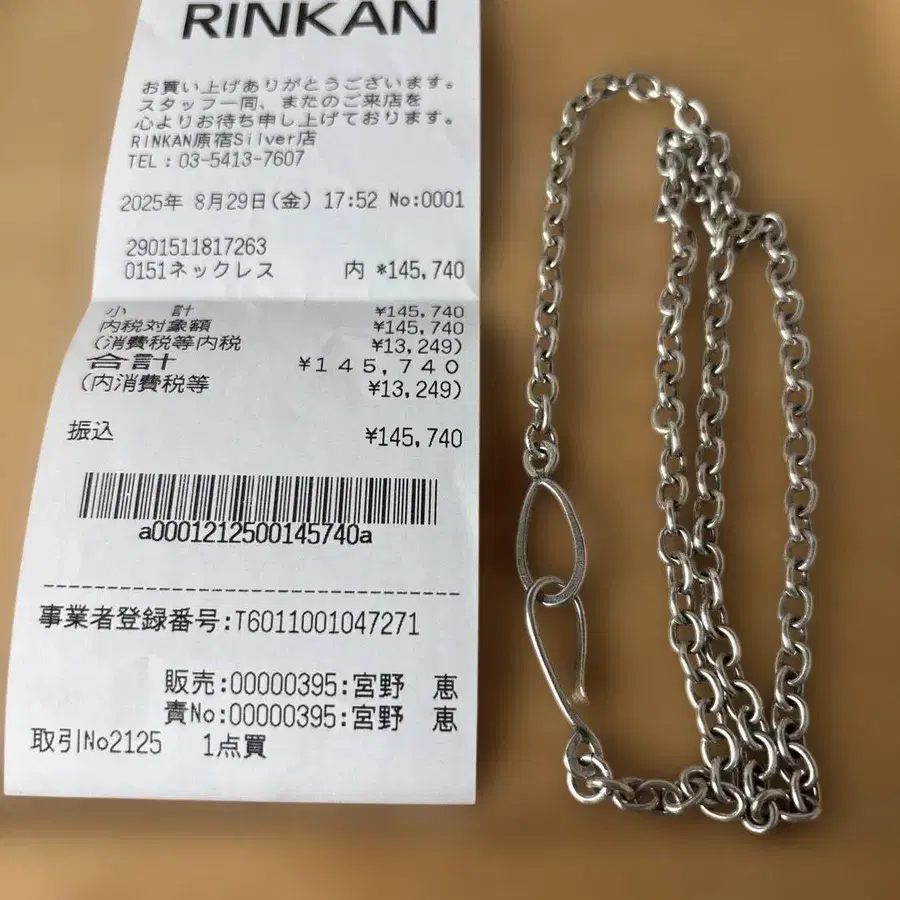 RINKAN
お買い上げありがとうございます。
スタッフ一同、またのご来店を
心よりお待ち申し上げております。
RINKAN原宿Silver店
TEL：03-5413-7607
2025年 8月29日(金) 17:52 No:0001
2901511817263
0151ネックレス 内 *145,740
小 計 ¥145,740
内税対象額 ¥145,740
(消費税等内税 ¥13,249)
合計 ¥145,740
(内消費税等 ¥13,249)
振込 ¥145,740
a0001212500145740a
事業者登録番号:T6011001047271
販売:00000395:宮野 恵
責No:00000395:宮野 恵
取引No2125 1点買